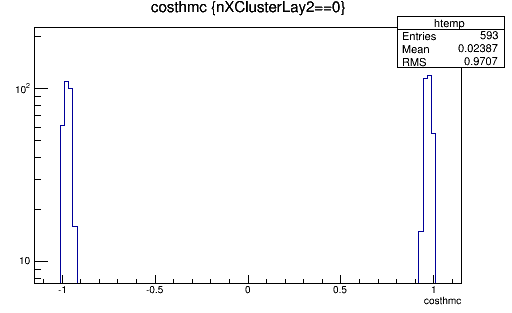 costhmc {nXClusterLay2==0}
htemp
Entries 593
Mean 0.02387
RMS 0.9707
10²
10
-1 -0.5 0 0.5 1
costhmc